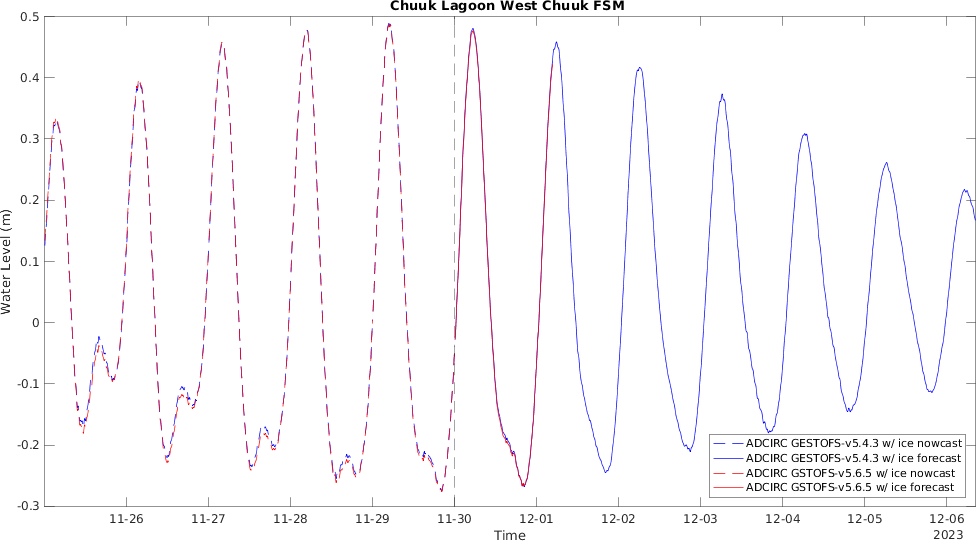 Chuuk Lagoon West Chuuk FSM
0.5
0.4
0.3
0.2
0.1
0
-0.1
-0.2
-0.3
Water Level (m)
ADCIRC GESTOFS-v5.4.3 w/ ice nowcast
ADCIRC GESTOFS-v5.4.3 w/ ice forecast
ADCIRC GSTOFS-v5.6.5 w/ ice nowcast
ADCIRC GSTOFS-v5.6.5 w/ ice forecast
11-26 11-27 11-28 11-29 11-30 12-01 12-02 12-03 12-04 12-05 12-06
Time
2023